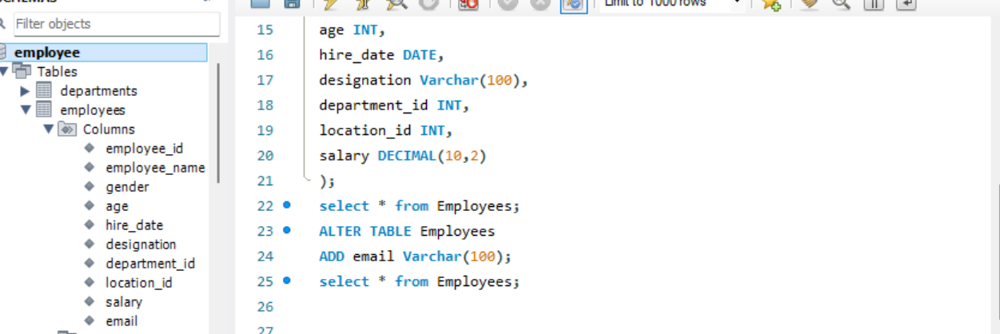 SCHEMAS
Limit to 1000 rows
Filter objects
employee
Tables
departments
employees
Columns
employee_id
employee_name
gender
age
hire_date
designation
department_id
location_id
salary
email
15 age INT,
16 hire_date DATE,
17 designation Varchar(100),
18 department_id INT,
19 location_id INT,
20 salary DECIMAL(10,2)
21 );
22 select * from Employees;
23 ALTER TABLE Employees
24 ADD email Varchar(100);
25 select * from Employees;
26
27